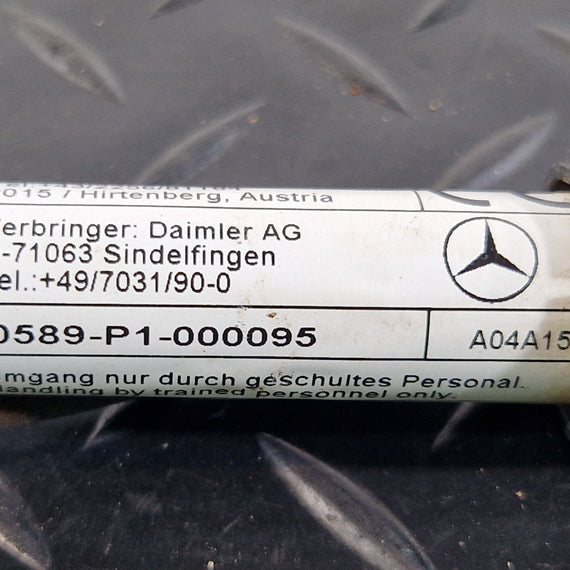 015 / Hirtenberg, Austria
erbringer: Daimler AG
-71063 Sindelfingen
el.:+49/7031/90-0
0589-P1-000095
A04A15
mgang nur durch geschultes Personal.
andling by trained personnel only.